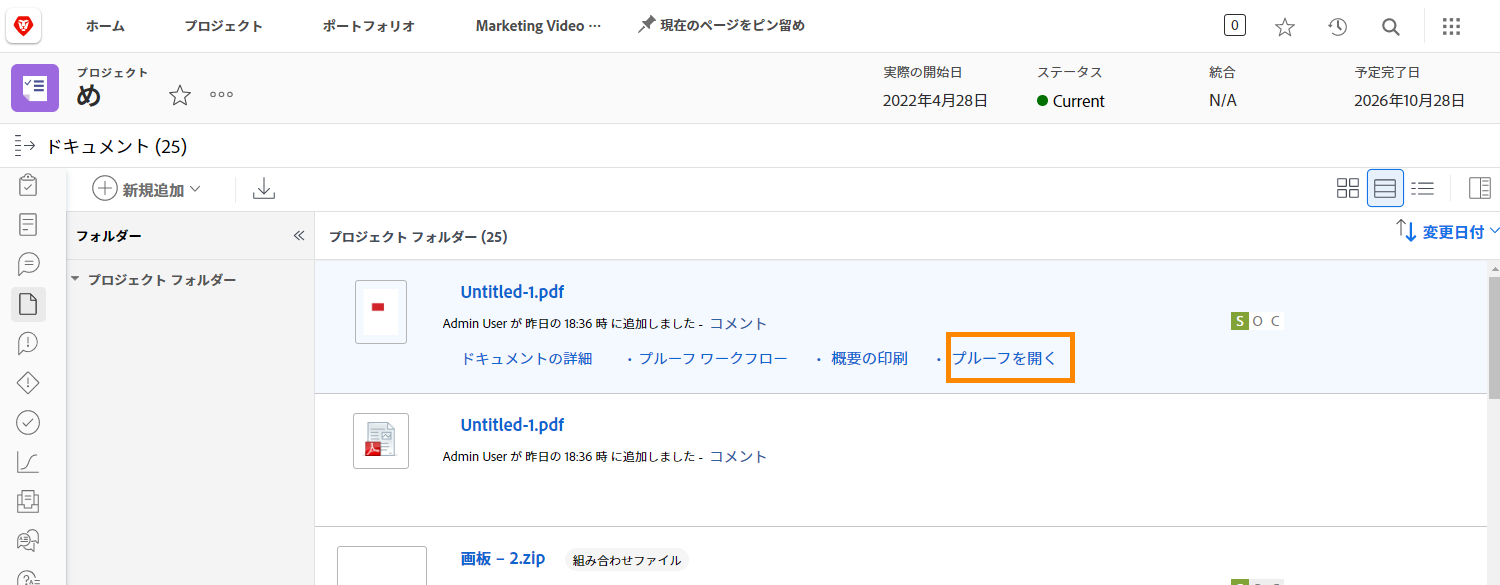 ホーム プロジェクト ポートフォリオ Marketing Video ··· 現在のページをピン留め 0
プロジェクト
め
実際の開始日 ステータス 統合 予定完了日
2022年4月28日 Current N/A 2026年10月28日
ドキュメント (25)
新規追加
フォルダー
プロジェクト フォルダー (25)
変更日付
プロジェクト フォルダー
Untitled-1.pdf
Admin User が 昨日の 18:36 時 に追加しました - コメント
S O C
ドキュメントの詳細 ・ プルーフ ワークフロー ・ 概要の印刷 ・ プルーフを開く
Untitled-1.pdf
Admin User が 昨日の 18:36 時 に追加しました - コメント
画板 – 2.zip 組み合わせファイル